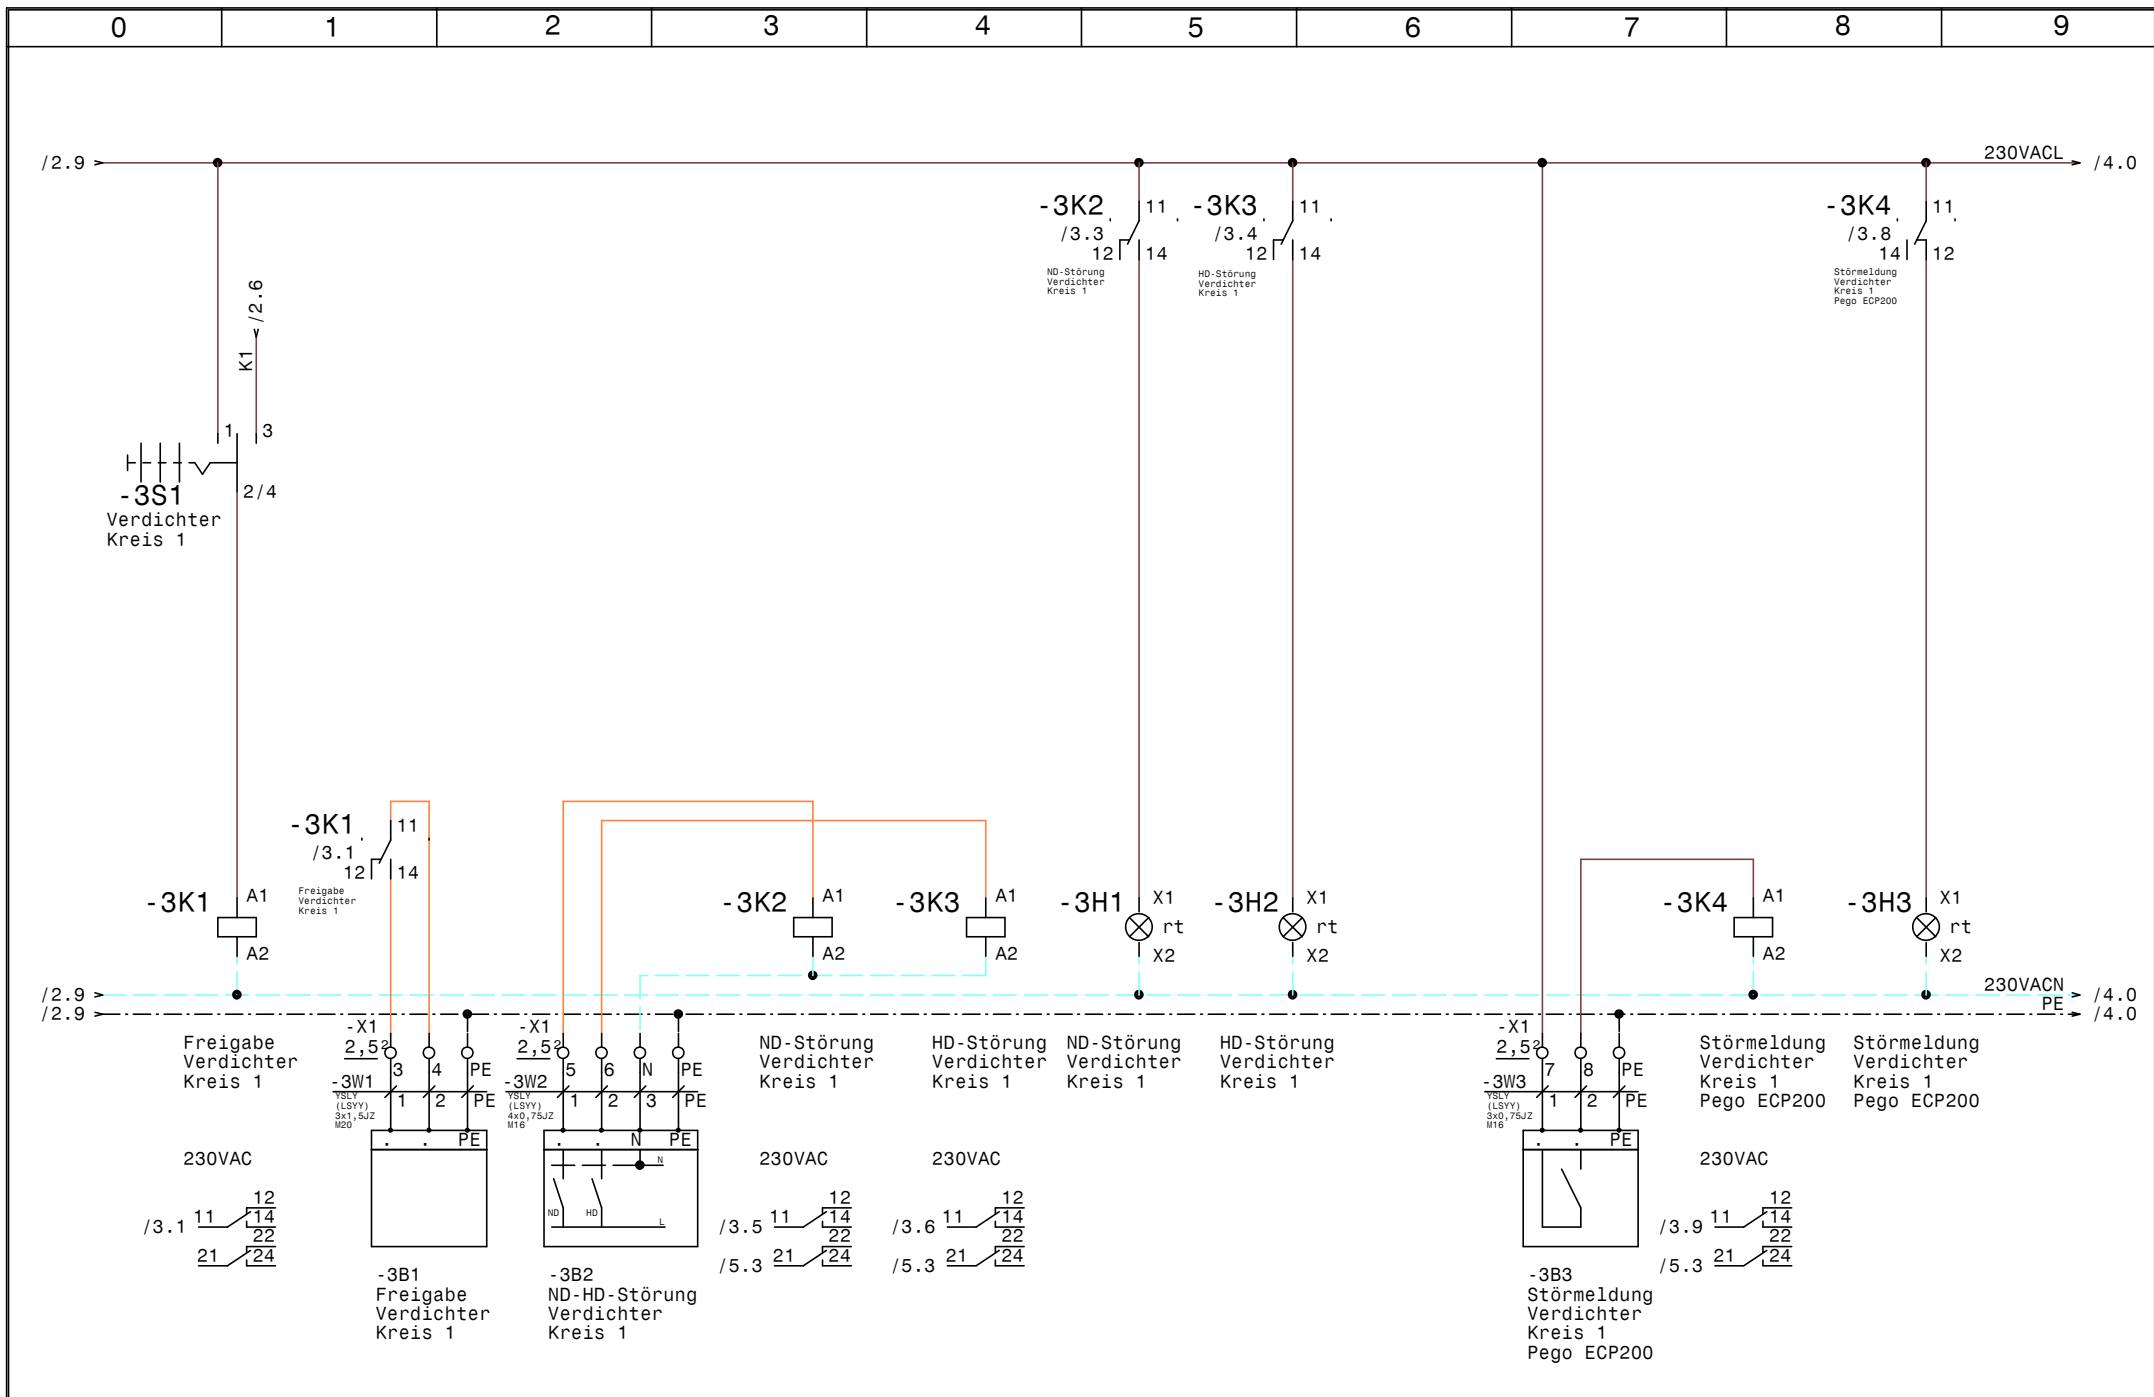 0 1 2 3 4 5 6 7 8 9
/2.9 230VACL /4.0
-3K2 11
/3.3
12 14
ND-Störung
Verdichter
Kreis 1
-3K3 11
/3.4
12 14
HD-Störung
Verdichter
Kreis 1
-3K4 11
/3.8
14 12
Störmeldung
Verdichter
Kreis 1
Pego ECP200
/2.6
K1
1 3
-3S1 2/4
Verdichter
Kreis 1
-3K1 11
/3.1
12 14
Freigabe
Verdichter
Kreis 1
-3K1 A1
A2
-3K2 A1
A2
-3K3 A1
A2
-3H1 X1
rt
X2
-3H2 X1
rt
X2
-3K4 A1
A2
-3H3 X1
rt
X2
/2.9 230VACN /4.0
/2.9 PE /4.0
Freigabe
Verdichter
Kreis 1
-X1
2,5²
3 4 PE
-3W1
YSLY
(LSYY)
3x1,5JZ
M20
1 2 PE
. . PE
-X1
2,5²
5 6 N PE
-3W2
YSLY
(LSYY)
4x0,75JZ
M16
1 2 3 PE
. . N PE
N
ND HD
L
ND-Störung
Verdichter
Kreis 1
HD-Störung
Verdichter
Kreis 1
ND-Störung
Verdichter
Kreis 1
HD-Störung
Verdichter
Kreis 1
-X1
2,5²
7 8 PE
-3W3
YSLY
(LSYY)
3x0,75JZ
M16
1 2 PE
. . PE
Störmeldung
Verdichter
Kreis 1
Pego ECP200
Störmeldung
Verdichter
Kreis 1
Pego ECP200
230VAC
12
/3.1 11 14
22
21 24
230VAC
12
/3.5 11 14
22
/5.3 21 24
230VAC
12
/3.6 11 14
22
/5.3 21 24
230VAC
12
/3.9 11 14
22
/5.3 21 24
-3B1
Freigabe
Verdichter
Kreis 1
-3B2
ND-HD-Störung
Verdichter
Kreis 1
-3B3
Störmeldung
Verdichter
Kreis 1
Pego ECP200